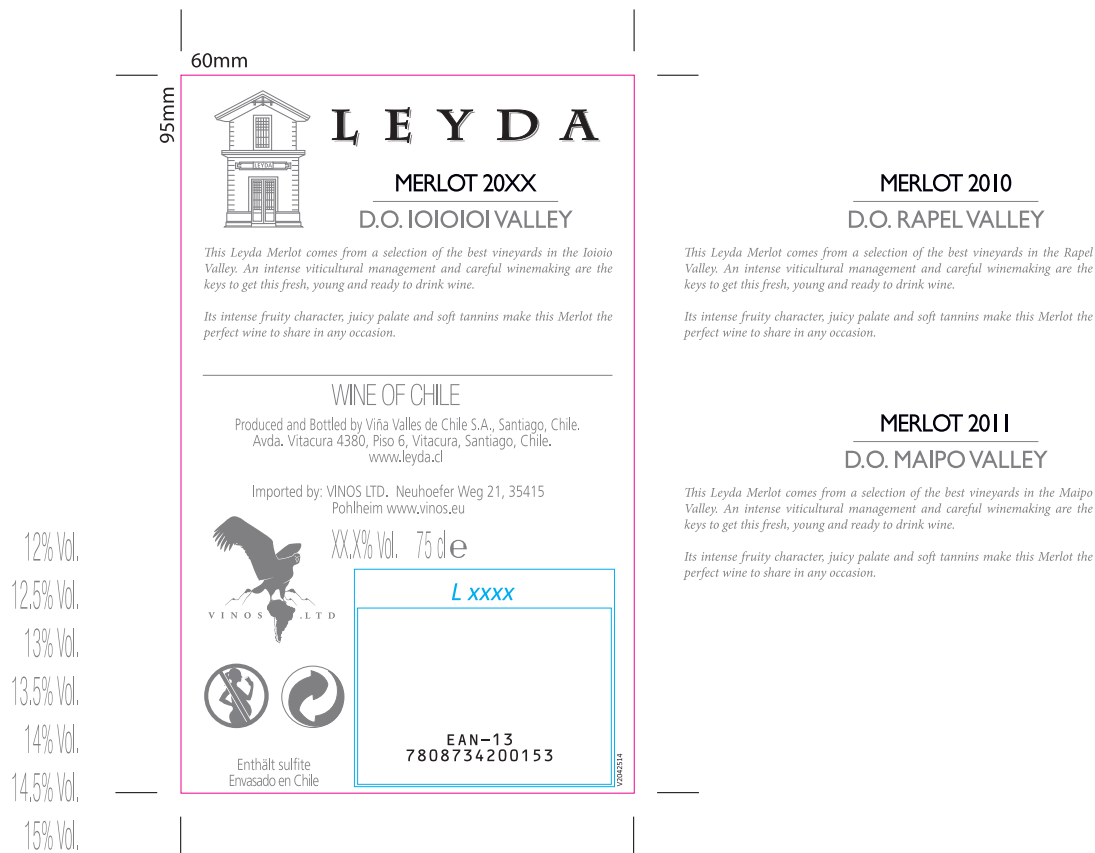 60mm
95mm
LEYDA
LEYDA
MERLOT 20XX
D.O. IOIOIOI VALLEY
This Leyda Merlot comes from a selection of the best vineyards in the Ioioio
Valley. An intense viticultural management and careful winemaking are the
keys to get this fresh, young and ready to drink wine.
Its intense fruity character, juicy palate and soft tannins make this Merlot the
perfect wine to share in any occasion.
WINE OF CHILE
Produced and Bottled by Viña Valles de Chile S.A., Santiago, Chile.
Avda. Vitacura 4380, Piso 6, Vitacura, Santiago, Chile.
www.leyda.cl
Imported by: VINOS LTD. Neuhoefer Weg 21, 35415
Pohlheim www.vinos.eu
XX,X% Vol. 75 cl e
VINOS .LTD
L xxxx
EAN-13
7808734200153
V2042514
Enthält sulfite
Envasado en Chile
MERLOT 2010
D.O. RAPEL VALLEY
This Leyda Merlot comes from a selection of the best vineyards in the Rapel
Valley. An intense viticultural management and careful winemaking are the
keys to get this fresh, young and ready to drink wine.
Its intense fruity character, juicy palate and soft tannins make this Merlot the
perfect wine to share in any occasion.
MERLOT 2011
D.O. MAIPO VALLEY
This Leyda Merlot comes from a selection of the best vineyards in the Maipo
Valley. An intense viticultural management and careful winemaking are the
keys to get this fresh, young and ready to drink wine.
Its intense fruity character, juicy palate and soft tannins make this Merlot the
perfect wine to share in any occasion.
12% Vol.
12,5% Vol.
13% Vol.
13,5% Vol.
14% Vol.
14,5% Vol.
15% Vol.